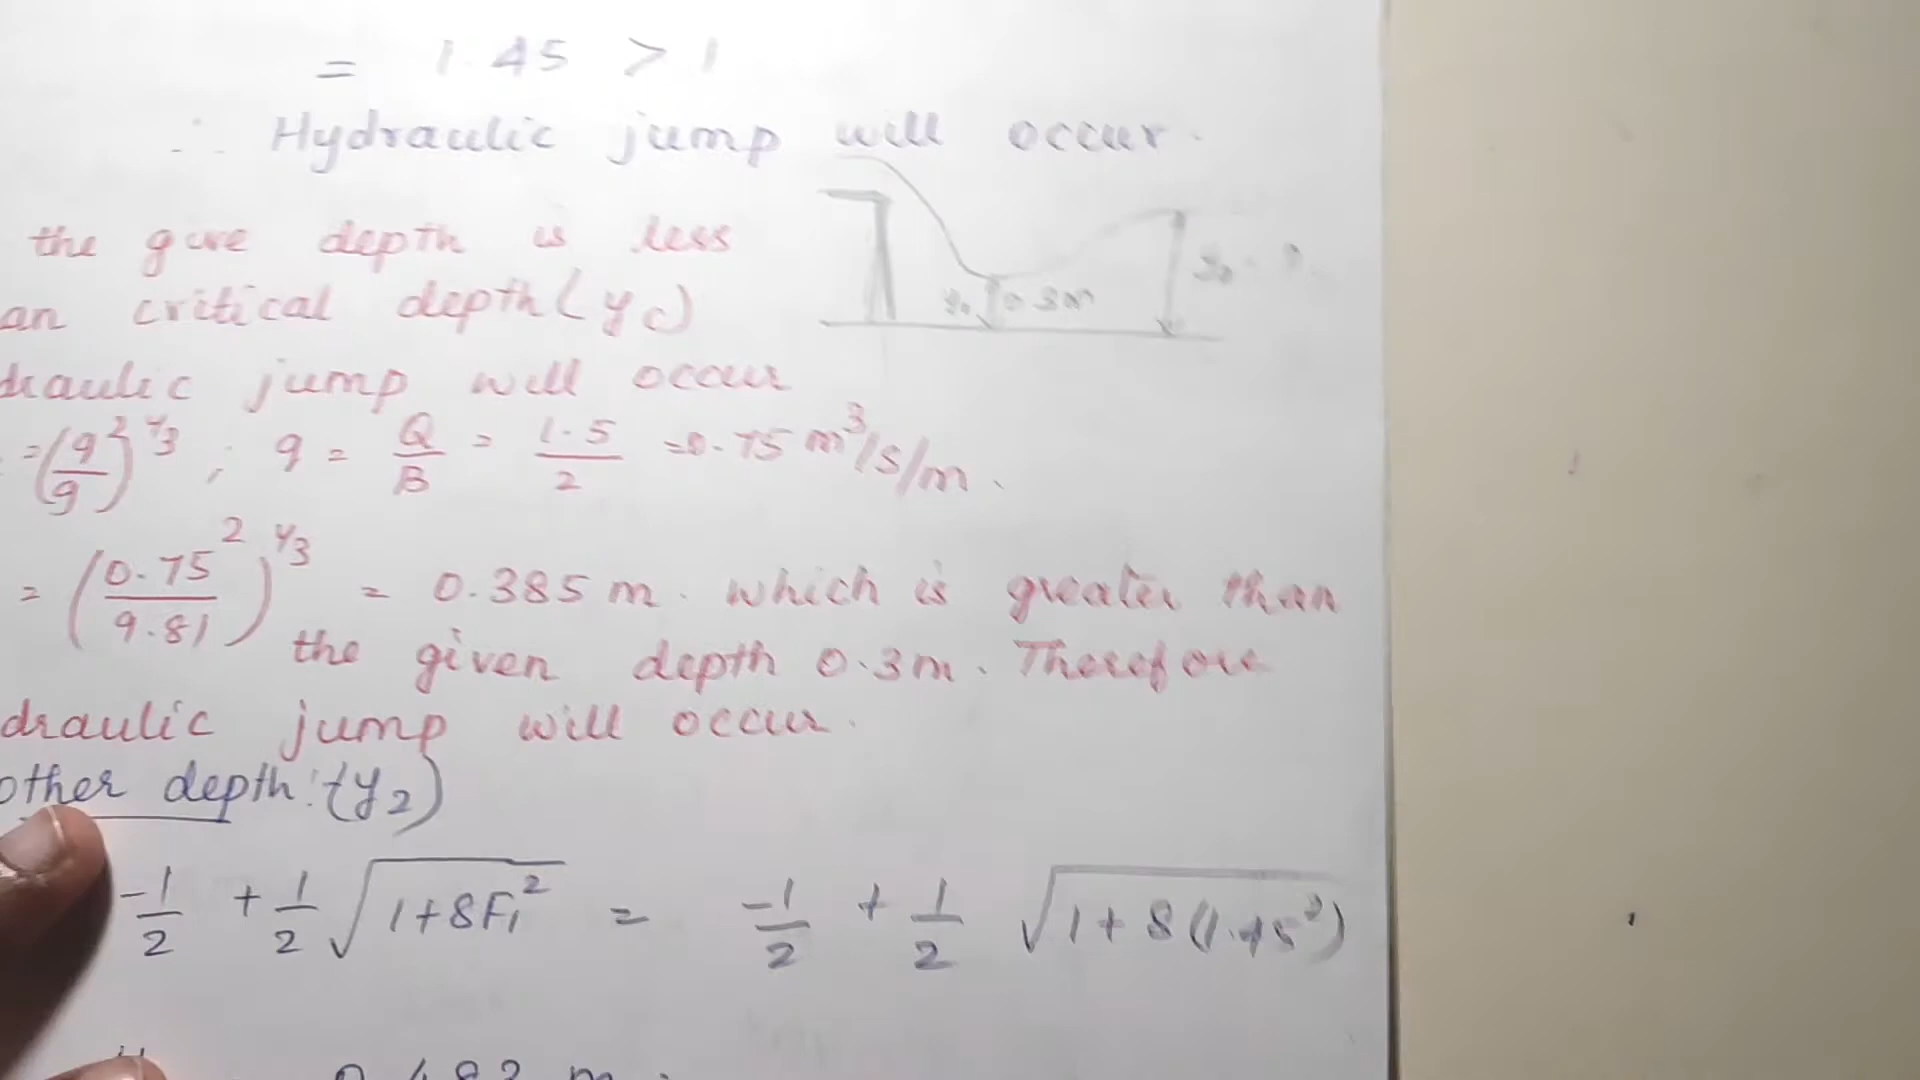 = 1.45 > 1
∴ Hydraulic jump will occur.
the give depth is less
an critical depth (yc)
draulic jump will occur
y1 0.3m
=(q²/g)^1/3 ; q = Q/B = 1.5/2 =0.75 m³/s/m.
= (0.75²/9.81)^1/3 = 0.385 m. which is greater than
the given depth 0.3m. Therefore
draulic jump will occur.
other depth: (y2)
-1/2 + 1/2 √1+8F1² = -1/2 + 1/2 √1+8(1.45²)